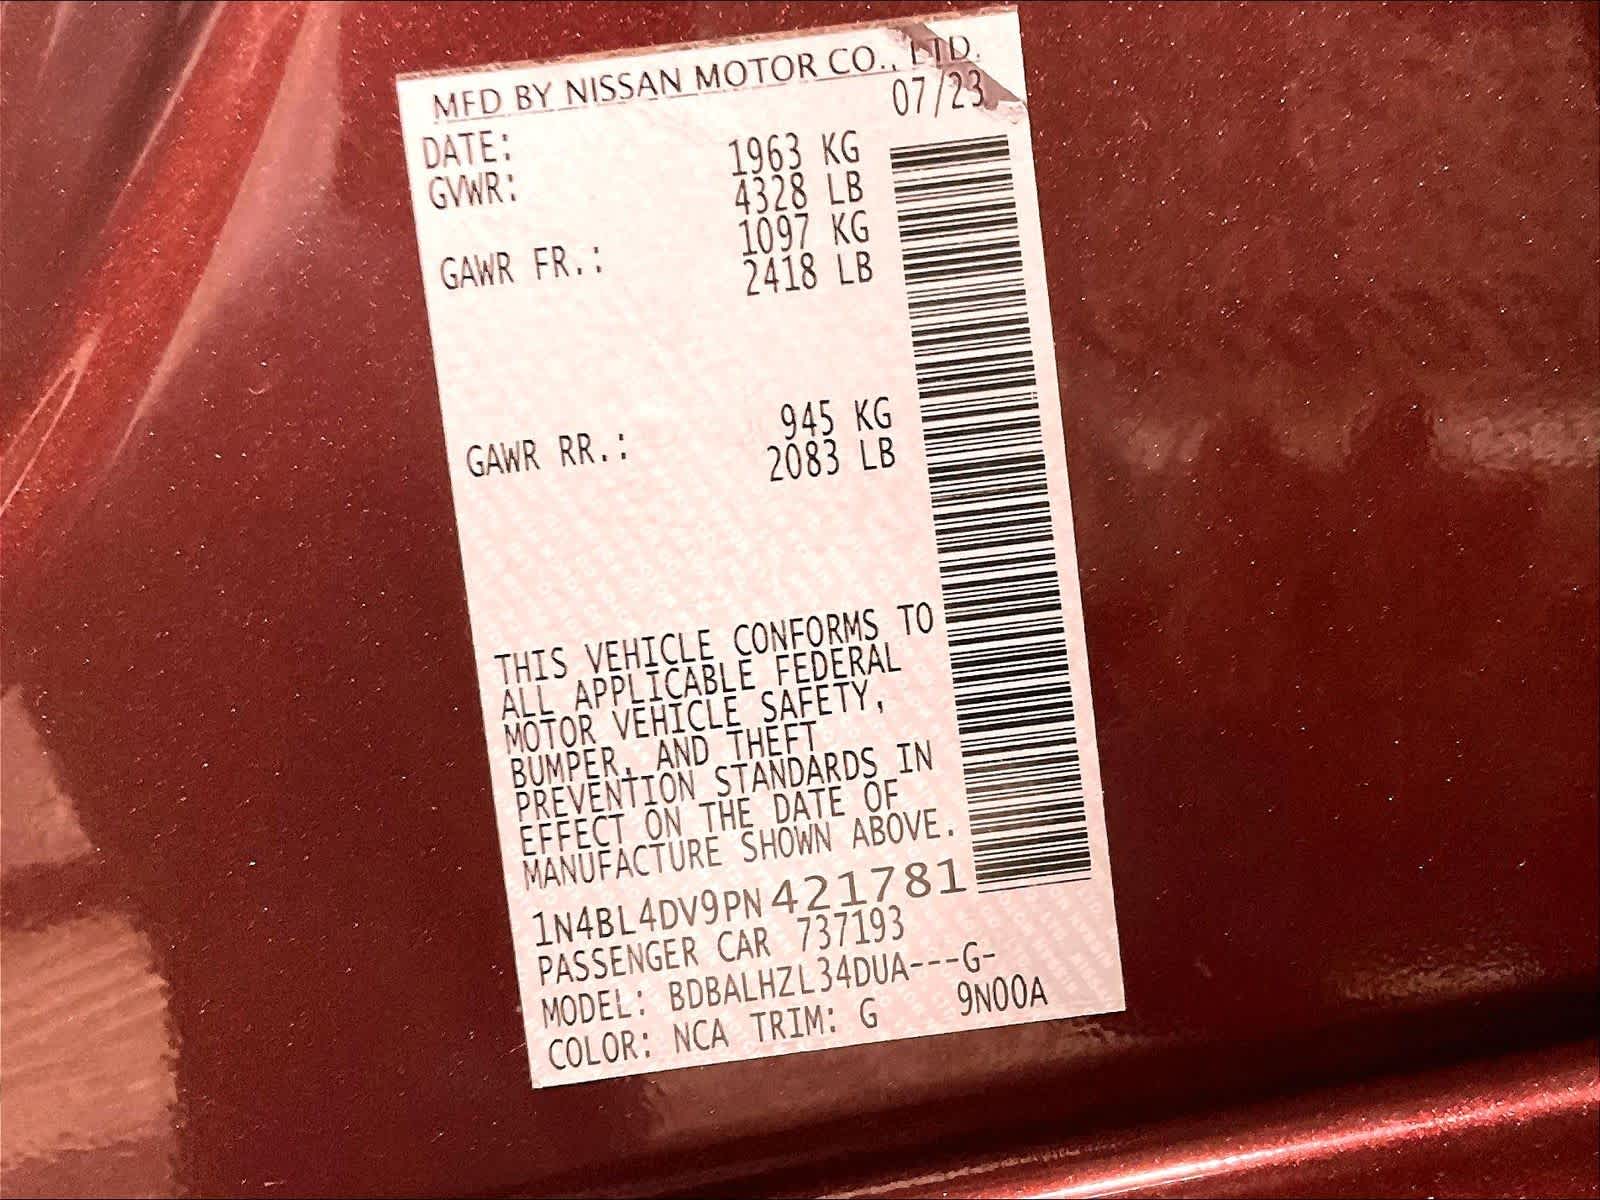 MFD BY NISSAN MOTOR CO., LTD.
DATE: 07/23
GVWR: 1963 KG
4328 LB
GAWR FR.: 1097 KG
2418 LB
GAWR RR.: 945 KG
2083 LB
THIS VEHICLE CONFORMS TO
ALL APPLICABLE FEDERAL
MOTOR VEHICLE SAFETY,
BUMPER, AND THEFT
PREVENTION STANDARDS IN
EFFECT ON THE DATE OF
MANUFACTURE SHOWN ABOVE.
1N4BL4DV9PN421781
PASSENGER CAR 737193
MODEL: BDBALHZL34DUA---G-
COLOR: NCA TRIM: G 9N00A